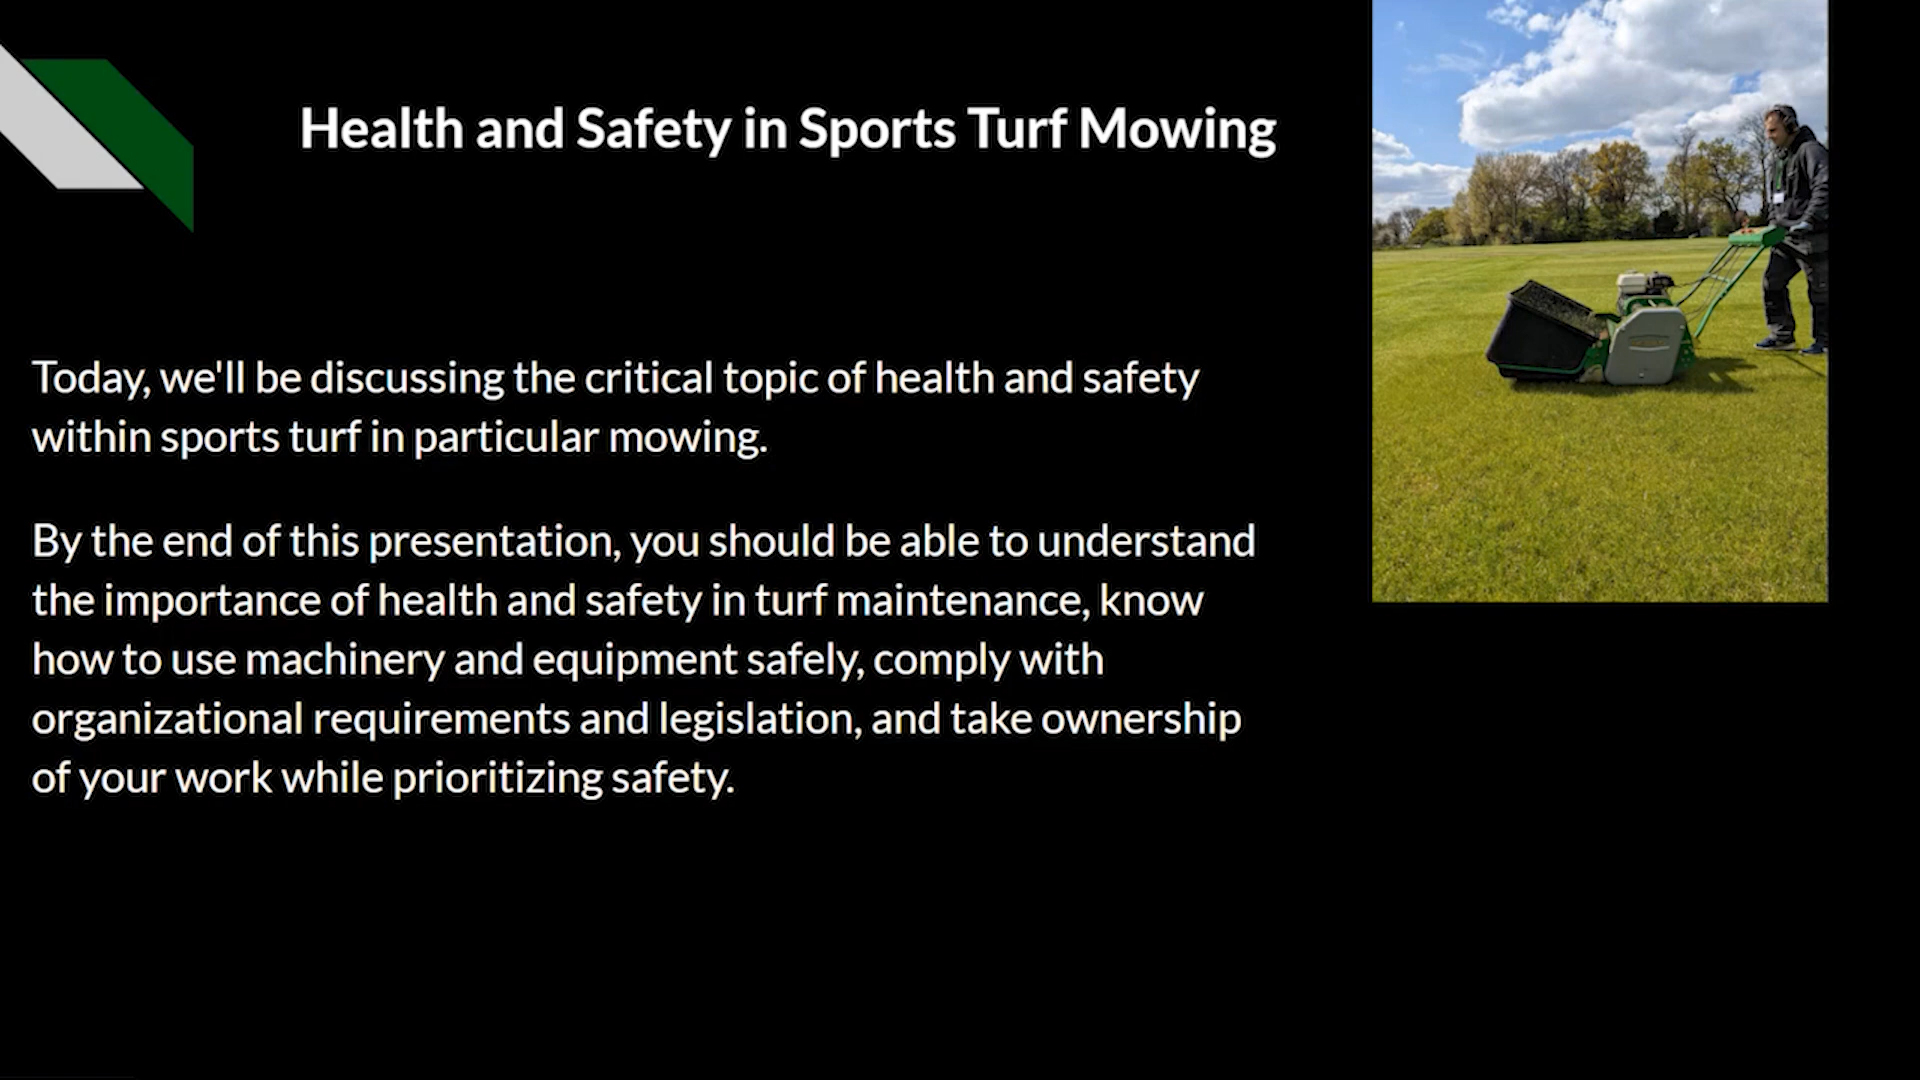 Health and Safety in Sports Turf Mowing
Today, we'll be discussing the critical topic of health and safety
within sports turf in particular mowing.
By the end of this presentation, you should be able to understand
the importance of health and safety in turf maintenance, know
how to use machinery and equipment safely, comply with
organizational requirements and legislation, and take ownership
of your work while prioritizing safety.